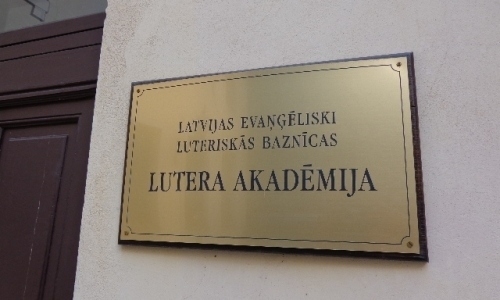 LATVIJAS EVAŅĢĒLISKI
LUTERISKĀS BAZNĪCAS
LUTERA AKADĒMIJA